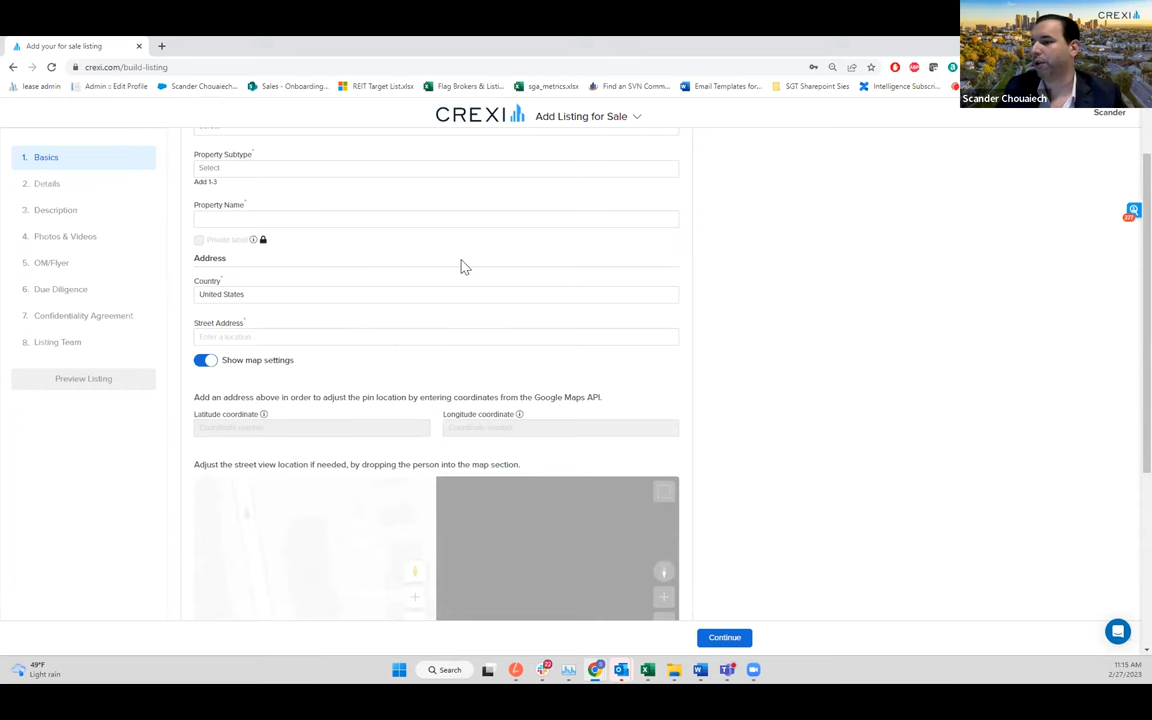 CREXI
Add your for sale listing
crexi.com/build-listing
lease admin
Admin :: Edit Profile
Scander Chouaiech...
Sales - Onboarding...
REIT Target List.xlsx
Flag Brokers & Listi...
sga_metrics.xlsx
Find an SVN Comm...
Email Templates for...
SGT Sharepoint Sies
Intelligence Subscri...
Scander Chouaiech
CREXI
Add Listing for Sale
Scander
1. Basics
2. Details
3. Description
4. Photos & Videos
5. OM/Flyer
6. Due Diligence
7. Confidentiality Agreement
8. Listing Team
Preview Listing
Property Subtype*
Select
Add 1-3
Property Name*
Private label
Address
Country*
United States
Street Address*
Enter a location
Show map settings
Add an address above in order to adjust the pin location by entering coordinates from the Google Maps API.
Latitude coordinate
Longitude coordinate
Adjust the street view location if needed, by dropping the person into the map section.
Continue
49°F
Light rain
Search
22
11:15 AM
2/27/2023